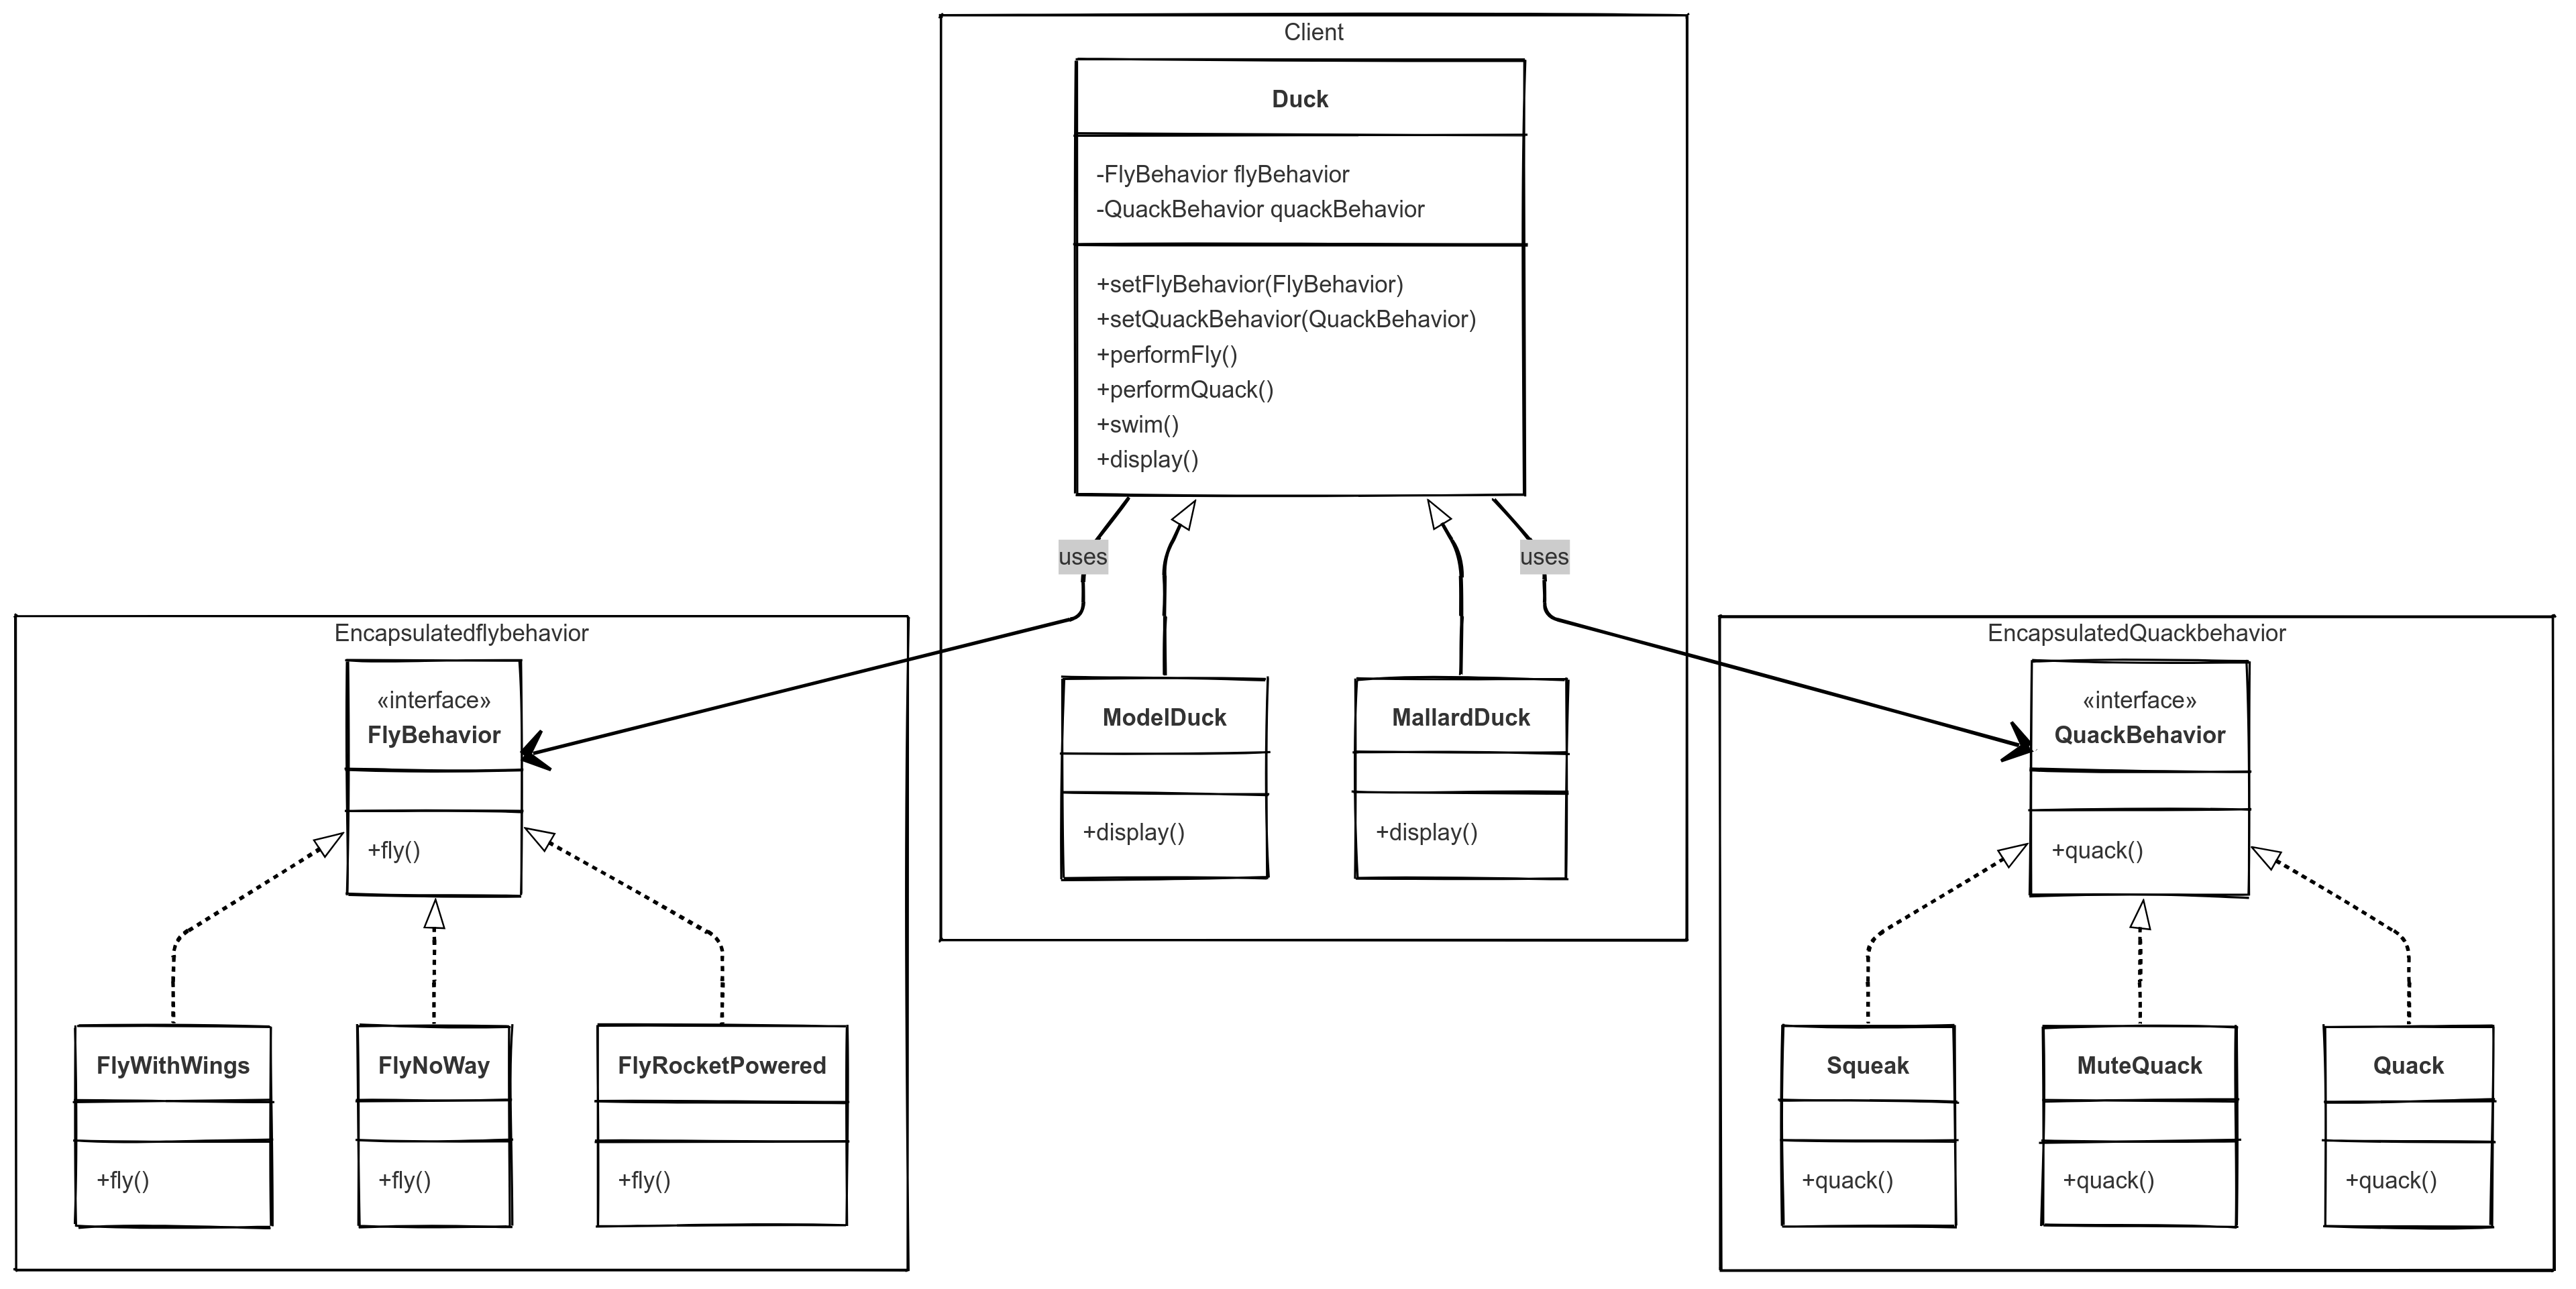 Client
Duck
-FlyBehavior flyBehavior
-QuackBehavior quackBehavior
+setFlyBehavior(FlyBehavior)
+setQuackBehavior(QuackBehavior)
+performFly()
+performQuack()
+swim()
+display()
uses
uses
Encapsulatedflybehavior
«interface»
FlyBehavior
+fly()
ModelDuck
+display()
MallardDuck
+display()
EncapsulatedQuackbehavior
«interface»
QuackBehavior
+quack()
FlyWithWings
+fly()
FlyNoWay
+fly()
FlyRocketPowered
+fly()
Squeak
+quack()
MuteQuack
+quack()
Quack
+quack()